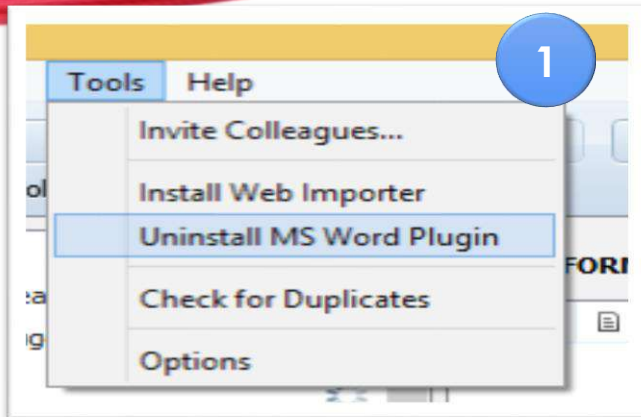 1
Tools Help
Invite Colleagues...
Install Web Importer
Uninstall MS Word Plugin
Check for Duplicates
Options